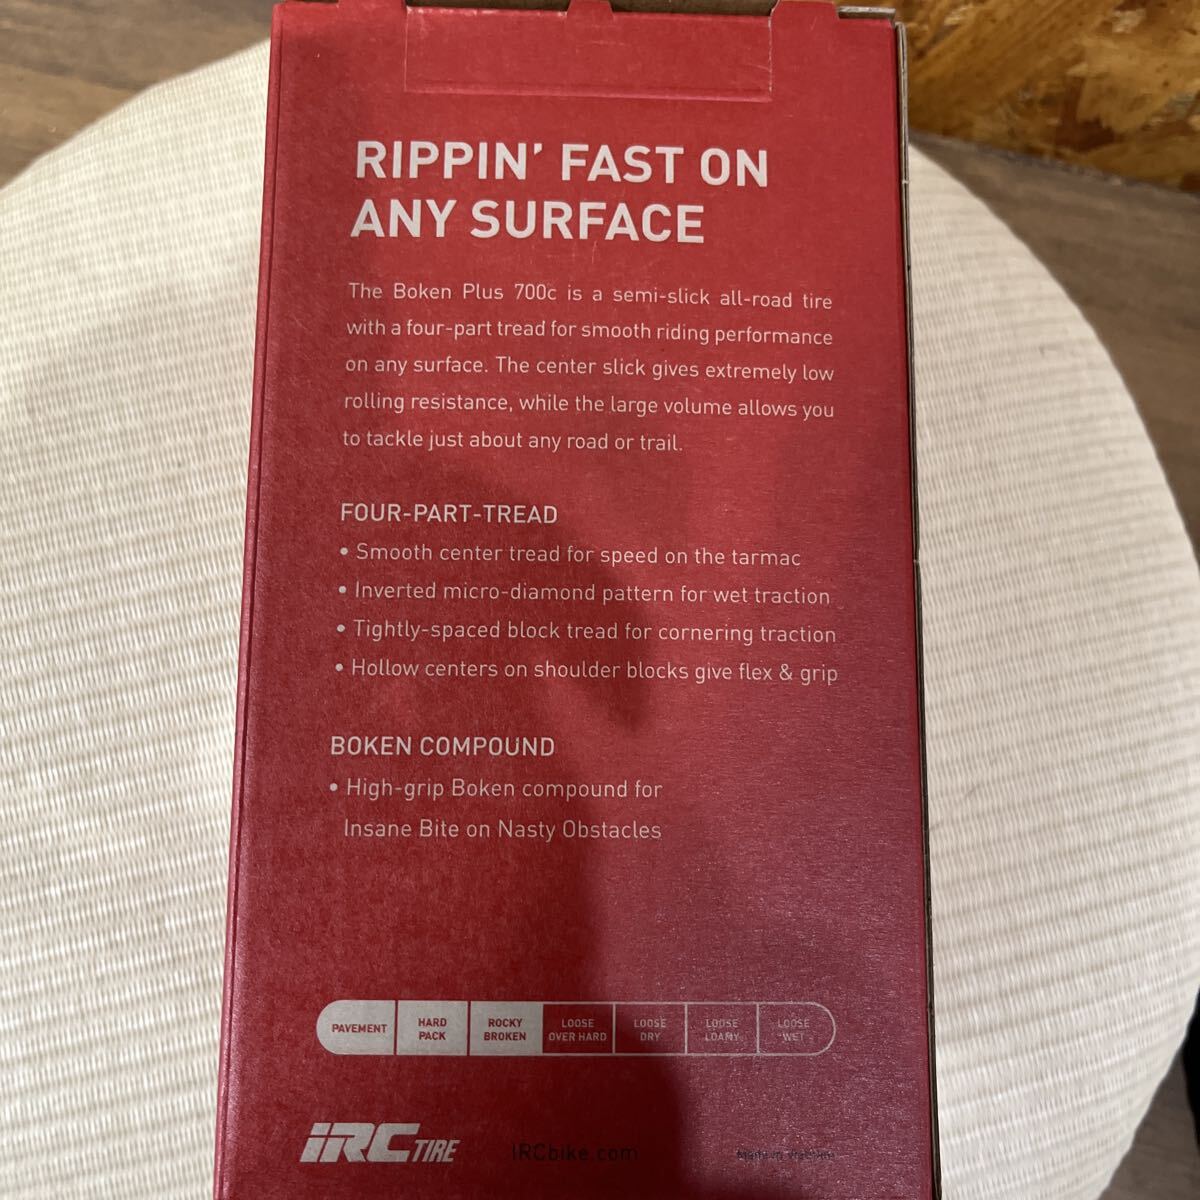 RIPPIN' FAST ON
ANY SURFACE
The Boken Plus 700c is a semi-slick all-road tire
with a four-part tread for smooth riding performance
on any surface. The center slick gives extremely low
rolling resistance, while the large volume allows you
to tackle just about any road or trail.
FOUR-PART-TREAD
• Smooth center tread for speed on the tarmac
• Inverted micro-diamond pattern for wet traction
• Tightly-spaced block tread for cornering traction
• Hollow centers on shoulder blocks give flex & grip
BOKEN COMPOUND
• High-grip Boken compound for
Insane Bite on Nasty Obstacles
PAVEMENT
HARD
PACK
ROCKY
BROKEN
LOOSE
OVER HARD
LOOSE
DRY
LOOSE
LOAMY
LOOSE
WET
iRC TIRE
IRCbike.com
Made in Vietnam